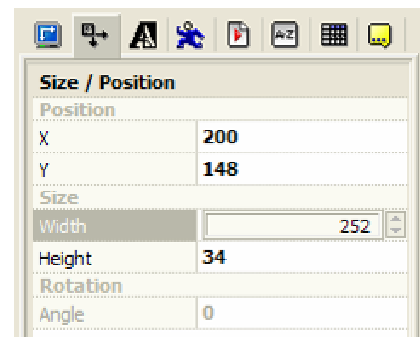 A-Z
Size / Position
Position
X 200
Y 148
Size
Width 252
Height 34
Rotation
Angle 0